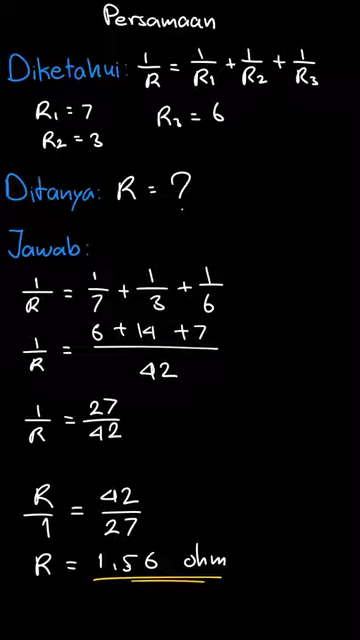 Persamaan
Diketahui: 1/R = 1/R₁ + 1/R₂ + 1/R₃
R₁ = 7 R₃ = 6
R₂ = 3
Ditanya: R = ?
Jawab:
1/R = 1/7 + 1/3 + 1/6
1/R = (6 + 14 + 7)/42
1/R = 27/42
R/1 = 42/27
R = 1.56 ohm